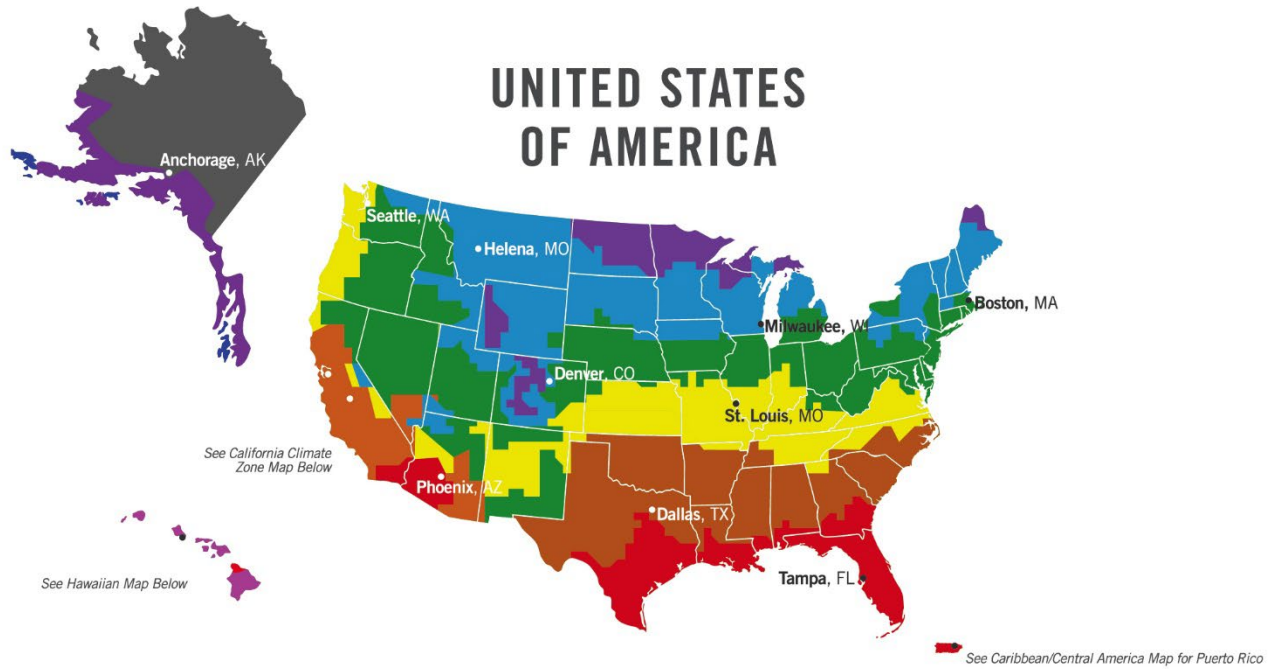 UNITED STATES
OF AMERICA
Anchorage, AK
Seattle, WA
Helena, MO
Boston, MA
Milwaukee, WI
Denver, CO
St. Louis, MO
See California Climate
Zone Map Below
Phoenix, AZ
Dallas, TX
See Hawaiian Map Below
Tampa, FL
See Caribbean/Central America Map for Puerto Rico